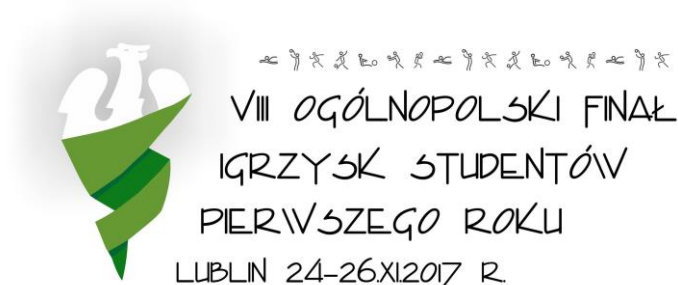 VIII OGÓLNOPOLSKI FINAŁ
IGRZYSK STUDENTÓW
PIERWSZEGO ROKU
LUBLIN 24-26.XI.2017 R.